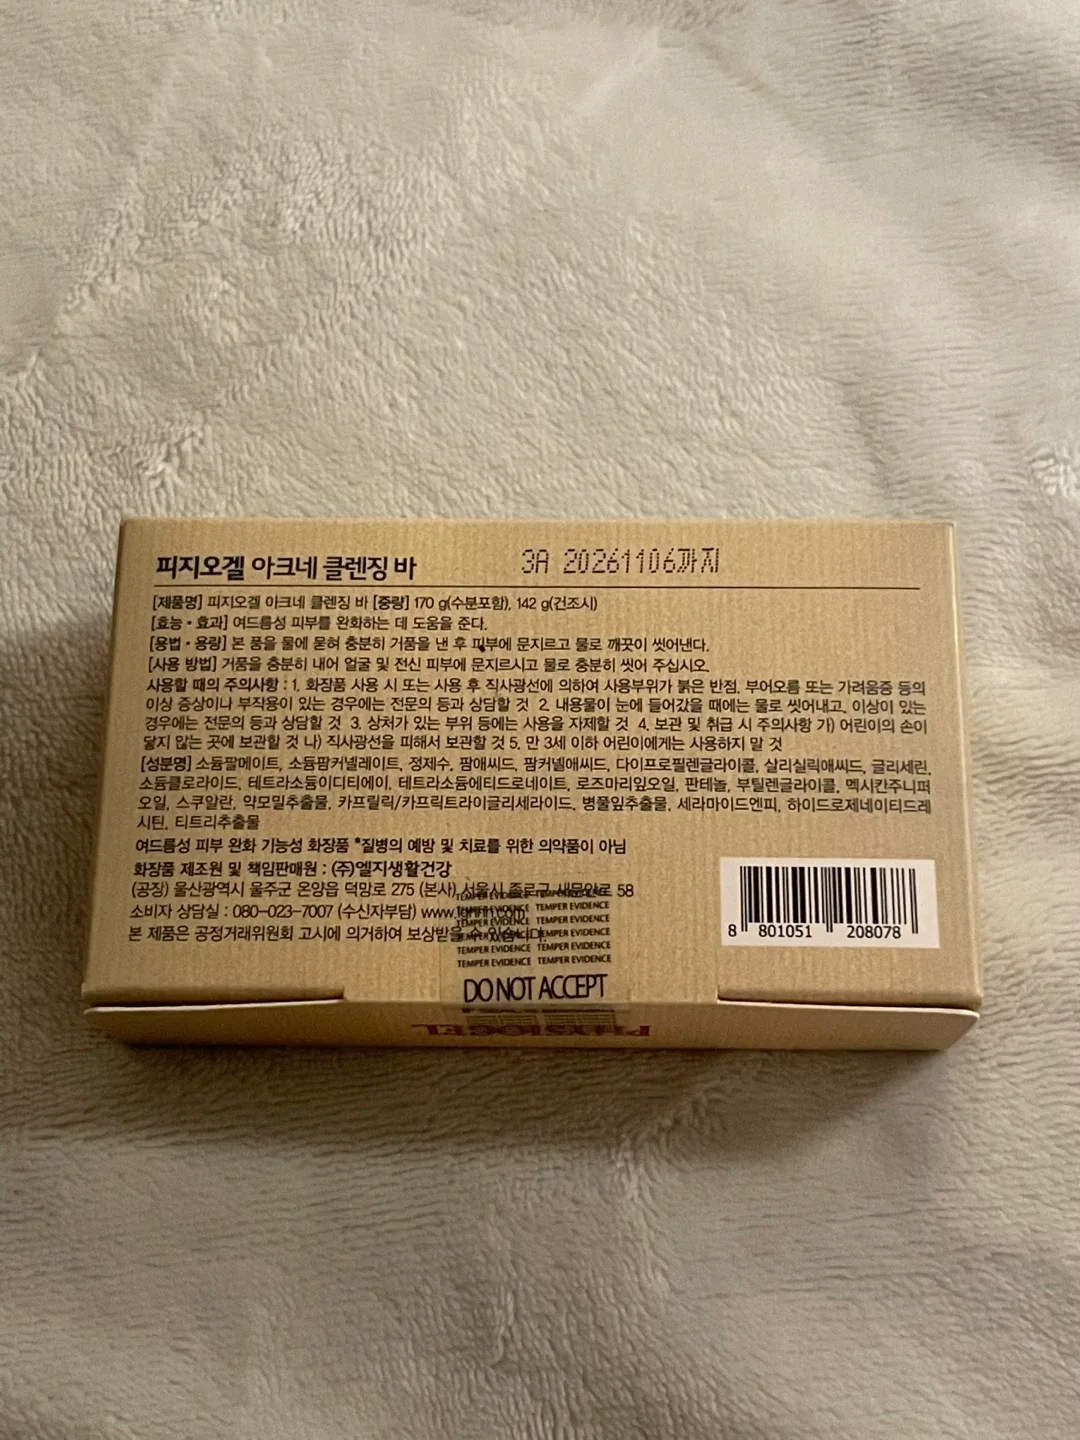 피지오겔 아크네 클렌징 바
3A 20261106까지
[제품명] 피지오겔 아크네 클렌징 바 [중량] 170 g(수분포함), 142 g(건조시)
[효능·효과] 여드름성 피부를 완화하는 데 도움을 준다.
[용법·용량] 본 품을 물에 묻혀 충분히 거품을 낸 후 피부에 문지르고 물로 깨끗이 씻어낸다.
[사용 방법] 거품을 충분히 내어 얼굴 및 전신 피부에 문지르시고 물로 충분히 씻어 주십시오.
사용할 때의 주의사항 : 1. 화장품 사용 시 또는 사용 후 직사광선에 의하여 사용부위가 붉은 반점, 부어오름 또는 가려움증 등의
이상 증상이나 부작용이 있는 경우에는 전문의 등과 상담할 것 2. 내용물이 눈에 들어갔을 때에는 물로 씻어내고, 이상이 있는
경우에는 전문의 등과 상담할 것 3. 상처가 있는 부위 등에는 사용을 자제할 것 4. 보관 및 취급 시 주의사항 가) 어린이의 손이
닿지 않는 곳에 보관할 것 나) 직사광선을 피해서 보관할 것 5. 만 3세 이하 어린이에게는 사용하지 말 것
[성분명] 소듐팔메이트, 소듐팜커넬레이트, 정제수, 팜애씨드, 팜커넬애씨드, 다이프로필렌글라이콜, 살리실릭애씨드, 글리세린,
소듐클로라이드, 테트라소듐이디티에이, 테트라소듐에티드로네이트, 로즈마리잎오일, 판테놀, 부틸렌글라이콜, 멕시칸주니퍼
오일, 스쿠알란, 약모밀추출물, 카프릴릭/카프릭트라이글리세라이드, 병풀잎추출물, 세라마이드엔피, 하이드로제네이티드레
시틴, 티트리추출물
여드름성 피부 완화 기능성 화장품 *질병의 예방 및 치료를 위한 의약품이 아님
화장품 제조원 및 책임판매원 : (주)엘지생활건강
(공장) 울산광역시 울주군 온양읍 덕망로 275 (본사) 서울시 종로구 새문안로 58
소비자 상담실 : 080-023-7007 (수신자부담) www.lghnh.com
본 제품은 공정거래위원회 고시에 의거하여 보상받을 수 있습니다.
TEMPER EVIDENCE TEMPER EVIDENCE
TEMPER EVIDENCE TEMPER EVIDENCE
TEMPER EVIDENCE TEMPER EVIDENCE
TEMPER EVIDENCE TEMPER EVIDENCE
TEMPER EVIDENCE TEMPER EVIDENCE
TEMPER EVIDENCE TEMPER EVIDENCE
DO NOT ACCEPT
8 801051 208078
PHYSIOGEL